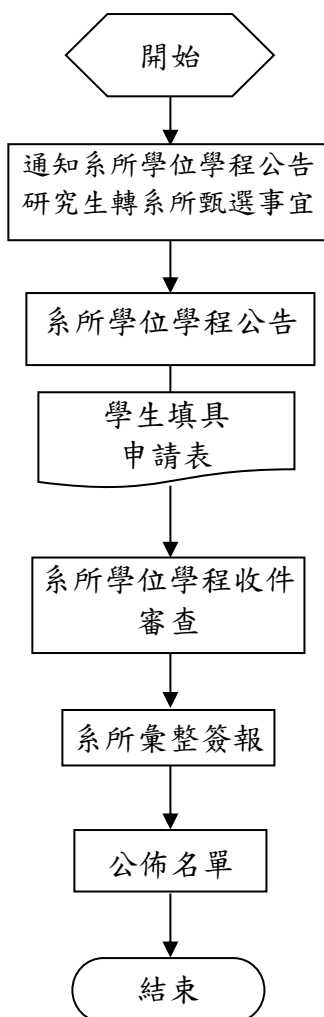 開始
通知系所學位學程公告
研究生轉系所甄選事宜
系所學位學程公告
學生填具
申請表
系所學位學程收件
審查
系所彙整簽報
公佈名單
結束